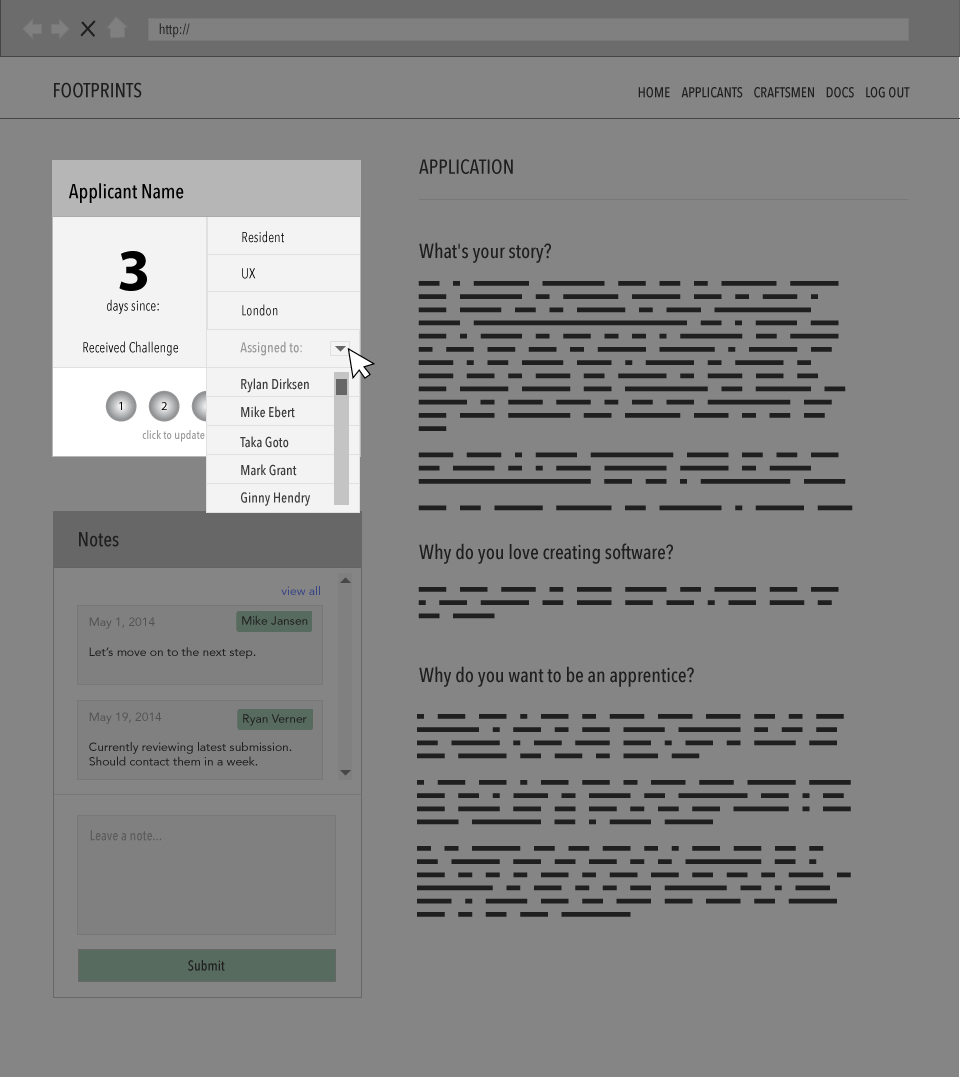 http://
FOOTPRINTS
HOME APPLICANTS CRAFTSMEN DOCS LOG OUT
Applicant Name
3
days since:
Received Challenge
Resident
UX
London
Assigned to:
Rylan Dirksen
Mike Ebert
Taka Goto
Mark Grant
Ginny Hendry
1 2
click to update
Notes
view all
May 1, 2014 Mike Jansen
Let's move on to the next step.
May 19, 2014 Ryan Verner
Currently reviewing latest submission.
Should contact them in a week.
Leave a note...
Submit
APPLICATION
What's your story?
Why do you love creating software?
Why do you want to be an apprentice?